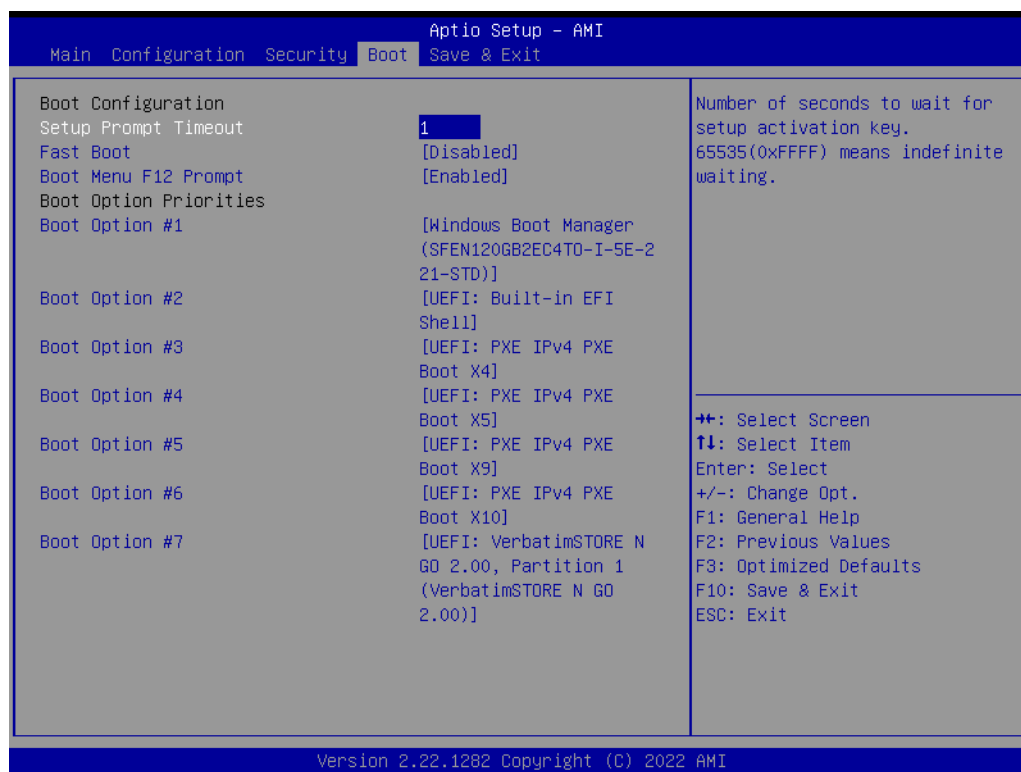 Aptio Setup – AMI
Main Configuration Security Boot Save & Exit
Boot Configuration
Setup Prompt Timeout 1
Fast Boot [Disabled]
Boot Menu F12 Prompt [Enabled]
Boot Option Priorities
Boot Option #1 [Windows Boot Manager
(SFEN120GB2EC4TO-I-5E-2
21-STD)]
Boot Option #2 [UEFI: Built-in EFI
Shell]
Boot Option #3 [UEFI: PXE IPv4 PXE
Boot X4]
Boot Option #4 [UEFI: PXE IPv4 PXE
Boot X5]
Boot Option #5 [UEFI: PXE IPv4 PXE
Boot X9]
Boot Option #6 [UEFI: PXE IPv4 PXE
Boot X10]
Boot Option #7 [UEFI: VerbatimSTORE N
GO 2.00, Partition 1
(VerbatimSTORE N GO
2.00)]
Number of seconds to wait for
setup activation key.
65535(0xFFFF) means indefinite
waiting.
→←: Select Screen
↑↓: Select Item
Enter: Select
+/-: Change Opt.
F1: General Help
F2: Previous Values
F3: Optimized Defaults
F10: Save & Exit
ESC: Exit
Version 2.22.1282 Copyright (C) 2022 AMI